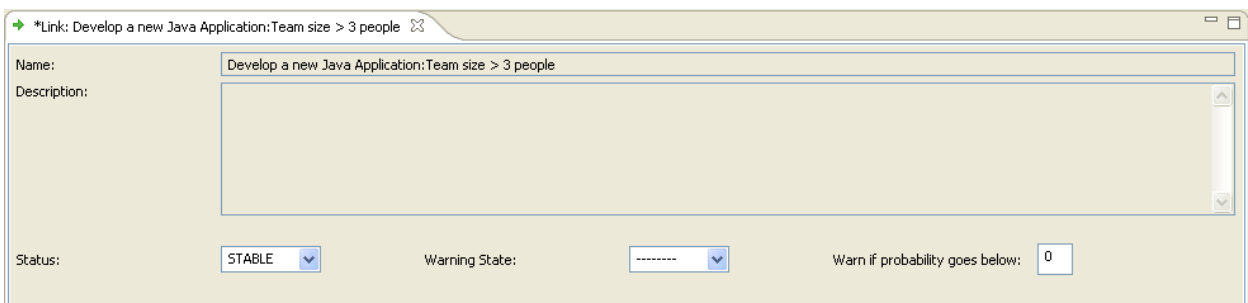 *Link: Develop a new Java Application:Team size > 3 people
Name: Develop a new Java Application:Team size > 3 people
Description:
Status: STABLE Warning State: -------- Warn if probability goes below: 0